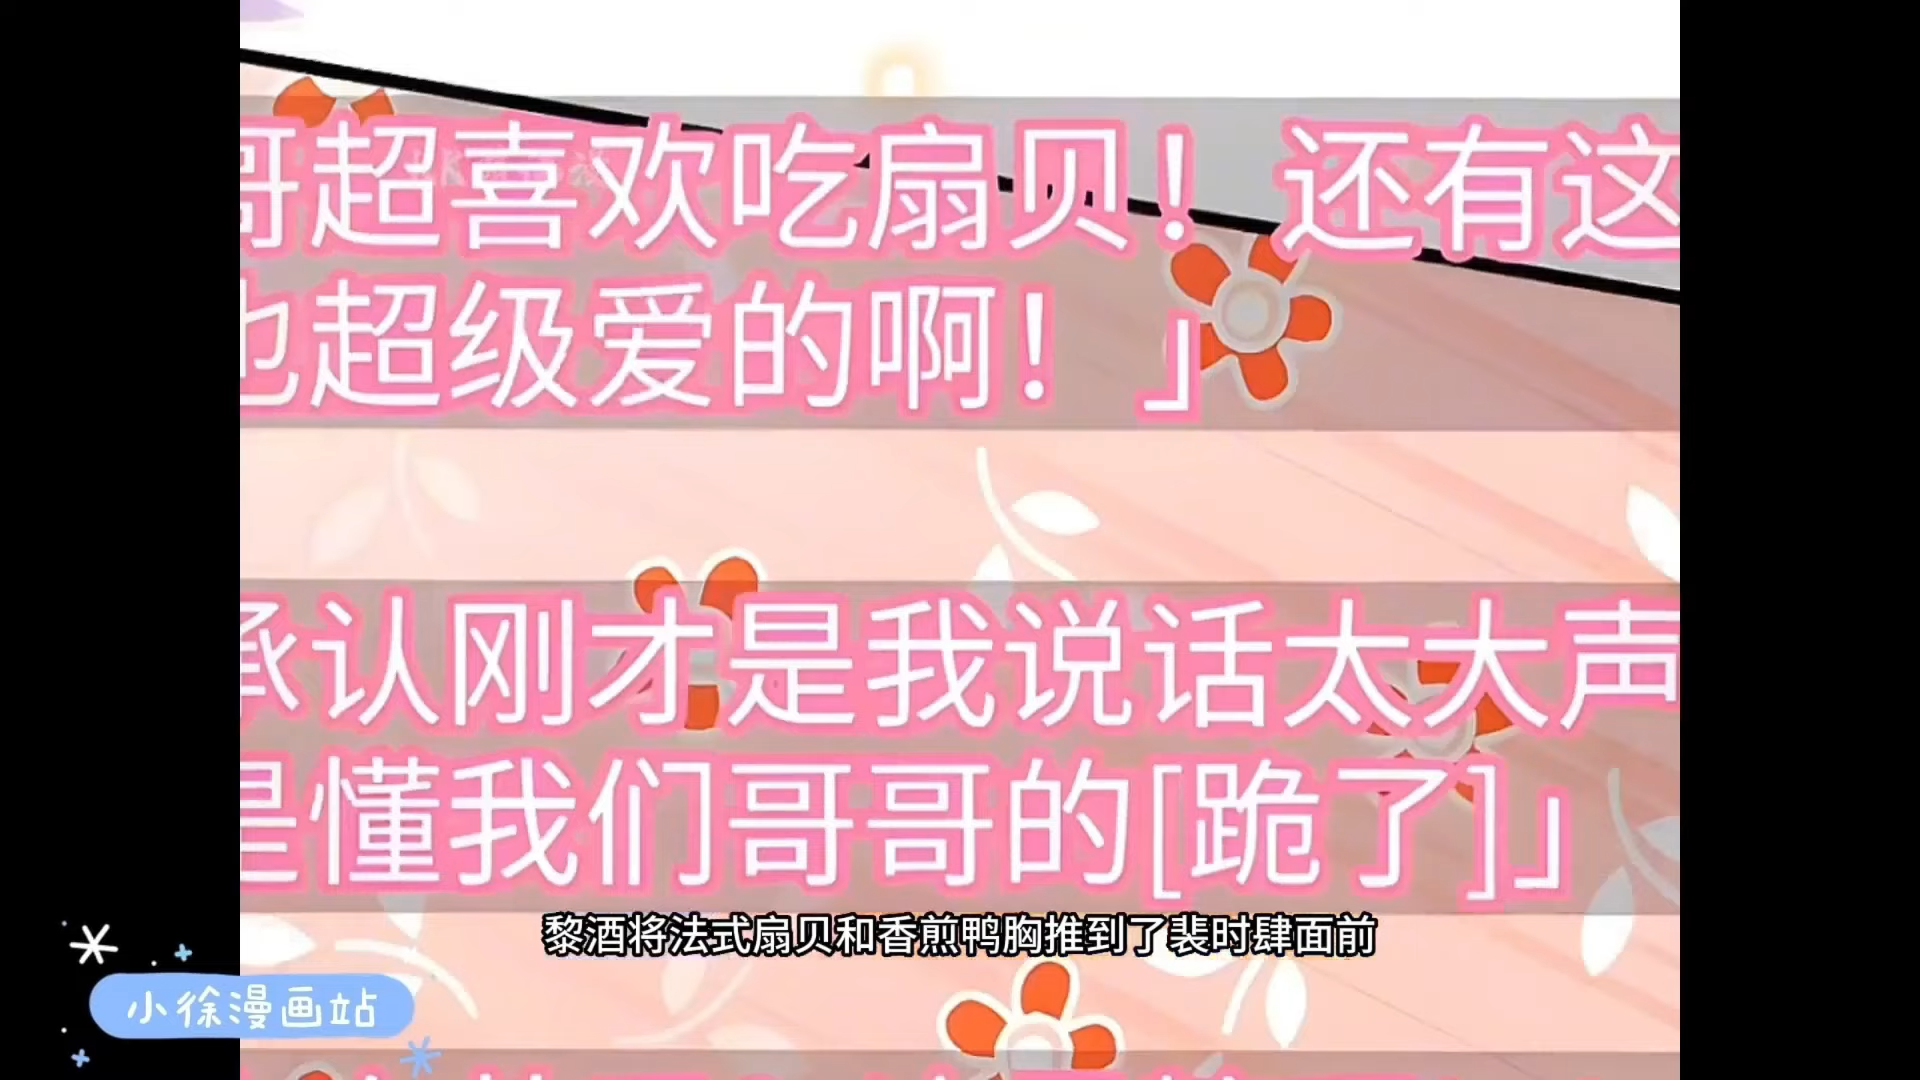 哥超喜欢吃扇贝！还有这
也超级爱的啊！」
承认刚才是我说话太大声
是懂我们哥哥的[跪了]」
黎酒将法式扇贝和香煎鸭胸推到了裴时肆面前
小徐漫画站